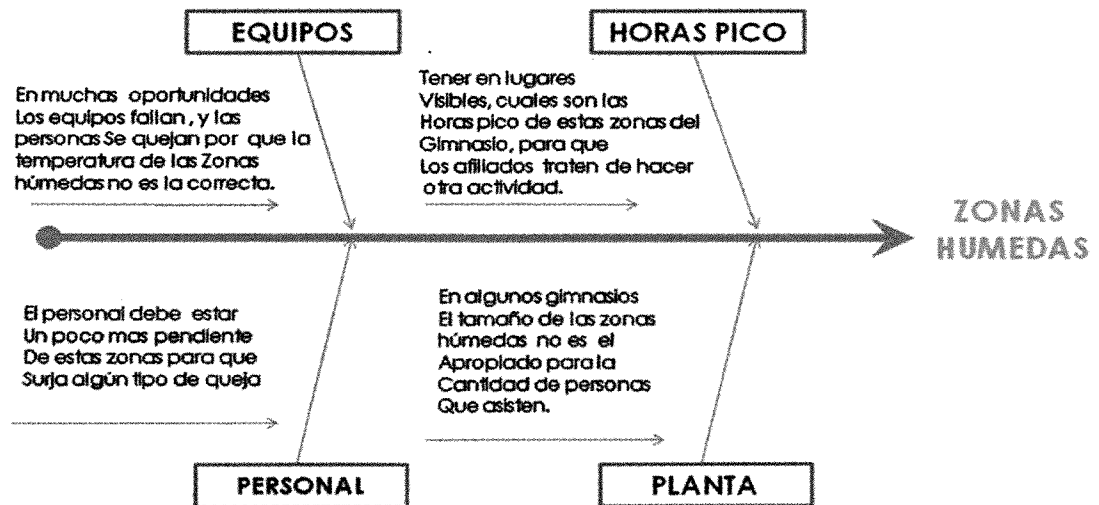 EQUIPOS
En muchas oportunidades
Los equipos fallan, y las
personas Se quejan por que la
temperatura de las Zonas
húmedas no es la correcta.
HORAS PICO
Tener en lugares
Visibles, cuales son las
Horas pico de estas zonas del
Gimnasio, para que
Los afiliados traten de hacer
otra actividad.
ZONAS
HUMEDAS
El personal debe estar
Un poco mas pendiente
De estas zonas para que
Surja algún tipo de queja
PERSONAL
En algunos gimnasios
El tamaño de las zonas
húmedas no es el
Apropiado para la
Cantidad de personas
Que asisten.
PLANTA